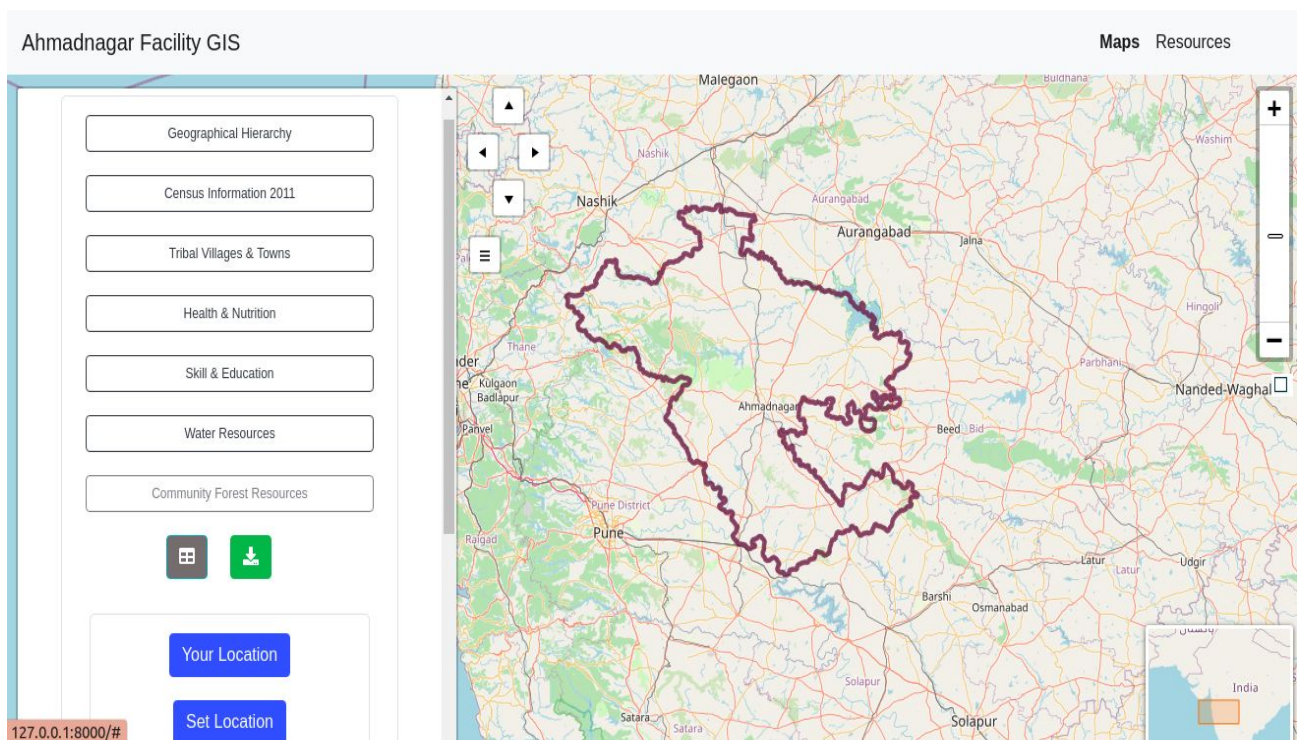 Ahmadnagar Facility GIS
Maps Resources
Geographical Hierarchy
Census Information 2011
Tribal Villages & Towns
Health & Nutrition
Skill & Education
Water Resources
Community Forest Resources
Your Location
Set Location
127.0.0.1:8000/#
Malegaon
Buldhana
Washim
Nashik
Nashik
Aurangabad
Aurangabad
Jalna
Hingoli
Thane
Parbhani
Kulgaon
Badlapur
Nanded-Waghal
Ahmadnagar
Panvel
Beed Bid
Pune District
Pune
Raigad
Latur
Latur
Udgir
Barshi
Osmanabad
Solapur
Solapur
Satara
Satara
India
+